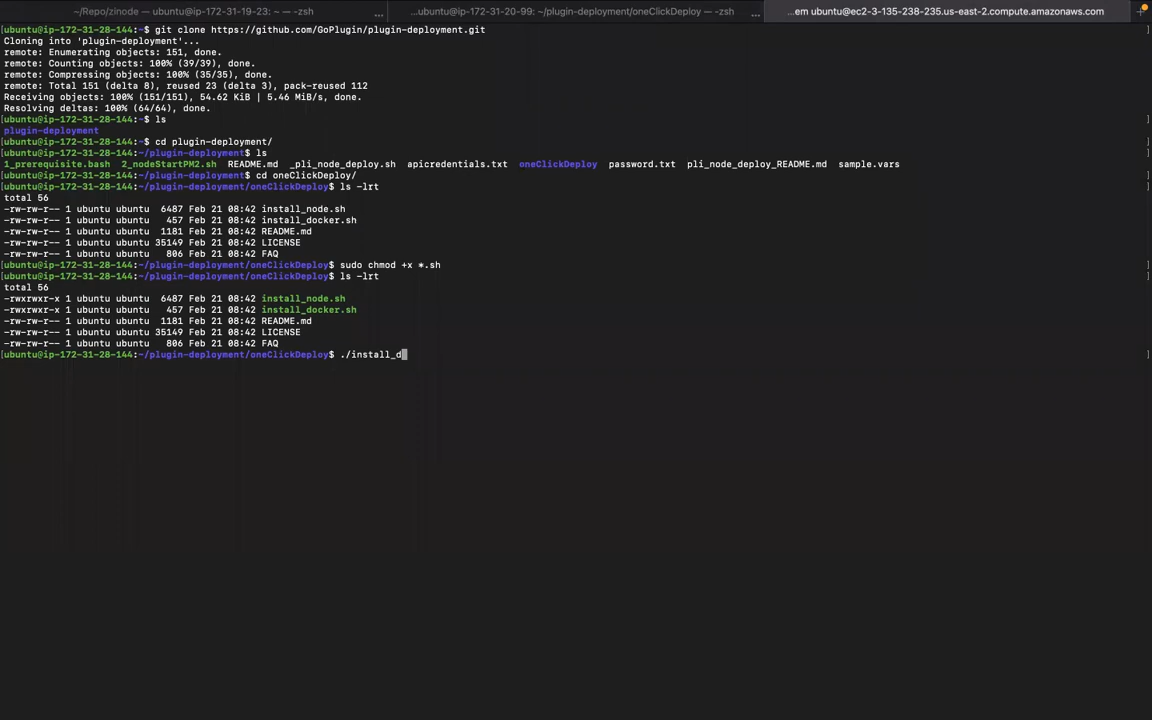 ~/Repo/zinode — ubuntu@ip-172-31-19-23: ~ — -zsh ... ...ubuntu@ip-172-31-20-99: ~/plugin-deployment/oneClickDeploy — -zsh ... ...em ubuntu@ec2-3-135-238-235.us-east-2.compute.amazonaws.com +
[ubuntu@ip-172-31-28-144:~$ git clone https://github.com/GoPlugin/plugin-deployment.git ]
Cloning into 'plugin-deployment'...
remote: Enumerating objects: 151, done.
remote: Counting objects: 100% (39/39), done.
remote: Compressing objects: 100% (35/35), done.
remote: Total 151 (delta 8), reused 23 (delta 3), pack-reused 112
Receiving objects: 100% (151/151), 54.62 KiB | 5.46 MiB/s, done.
Resolving deltas: 100% (64/64), done.
[ubuntu@ip-172-31-28-144:~$ ls ]
plugin-deployment
[ubuntu@ip-172-31-28-144:~$ cd plugin-deployment/ ]
[ubuntu@ip-172-31-28-144:~/plugin-deployment$ ls ]
1_prerequisite.bash 2_nodeStartPM2.sh README.md _pli_node_deploy.sh apicredentials.txt oneClickDeploy password.txt pli_node_deploy_README.md sample.vars
[ubuntu@ip-172-31-28-144:~/plugin-deployment$ cd oneClickDeploy/ ]
[ubuntu@ip-172-31-28-144:~/plugin-deployment/oneClickDeploy$ ls -lrt ]
total 56
-rw-rw-r-- 1 ubuntu ubuntu 6487 Feb 21 08:42 install_node.sh
-rw-rw-r-- 1 ubuntu ubuntu 457 Feb 21 08:42 install_docker.sh
-rw-rw-r-- 1 ubuntu ubuntu 1181 Feb 21 08:42 README.md
-rw-rw-r-- 1 ubuntu ubuntu 35149 Feb 21 08:42 LICENSE
-rw-rw-r-- 1 ubuntu ubuntu 806 Feb 21 08:42 FAQ
[ubuntu@ip-172-31-28-144:~/plugin-deployment/oneClickDeploy$ sudo chmod +x *.sh ]
[ubuntu@ip-172-31-28-144:~/plugin-deployment/oneClickDeploy$ ls -lrt ]
total 56
-rwxrwxr-x 1 ubuntu ubuntu 6487 Feb 21 08:42 install_node.sh
-rwxrwxr-x 1 ubuntu ubuntu 457 Feb 21 08:42 install_docker.sh
-rw-rw-r-- 1 ubuntu ubuntu 1181 Feb 21 08:42 README.md
-rw-rw-r-- 1 ubuntu ubuntu 35149 Feb 21 08:42 LICENSE
-rw-rw-r-- 1 ubuntu ubuntu 806 Feb 21 08:42 FAQ
[ubuntu@ip-172-31-28-144:~/plugin-deployment/oneClickDeploy$ ./install_d ]